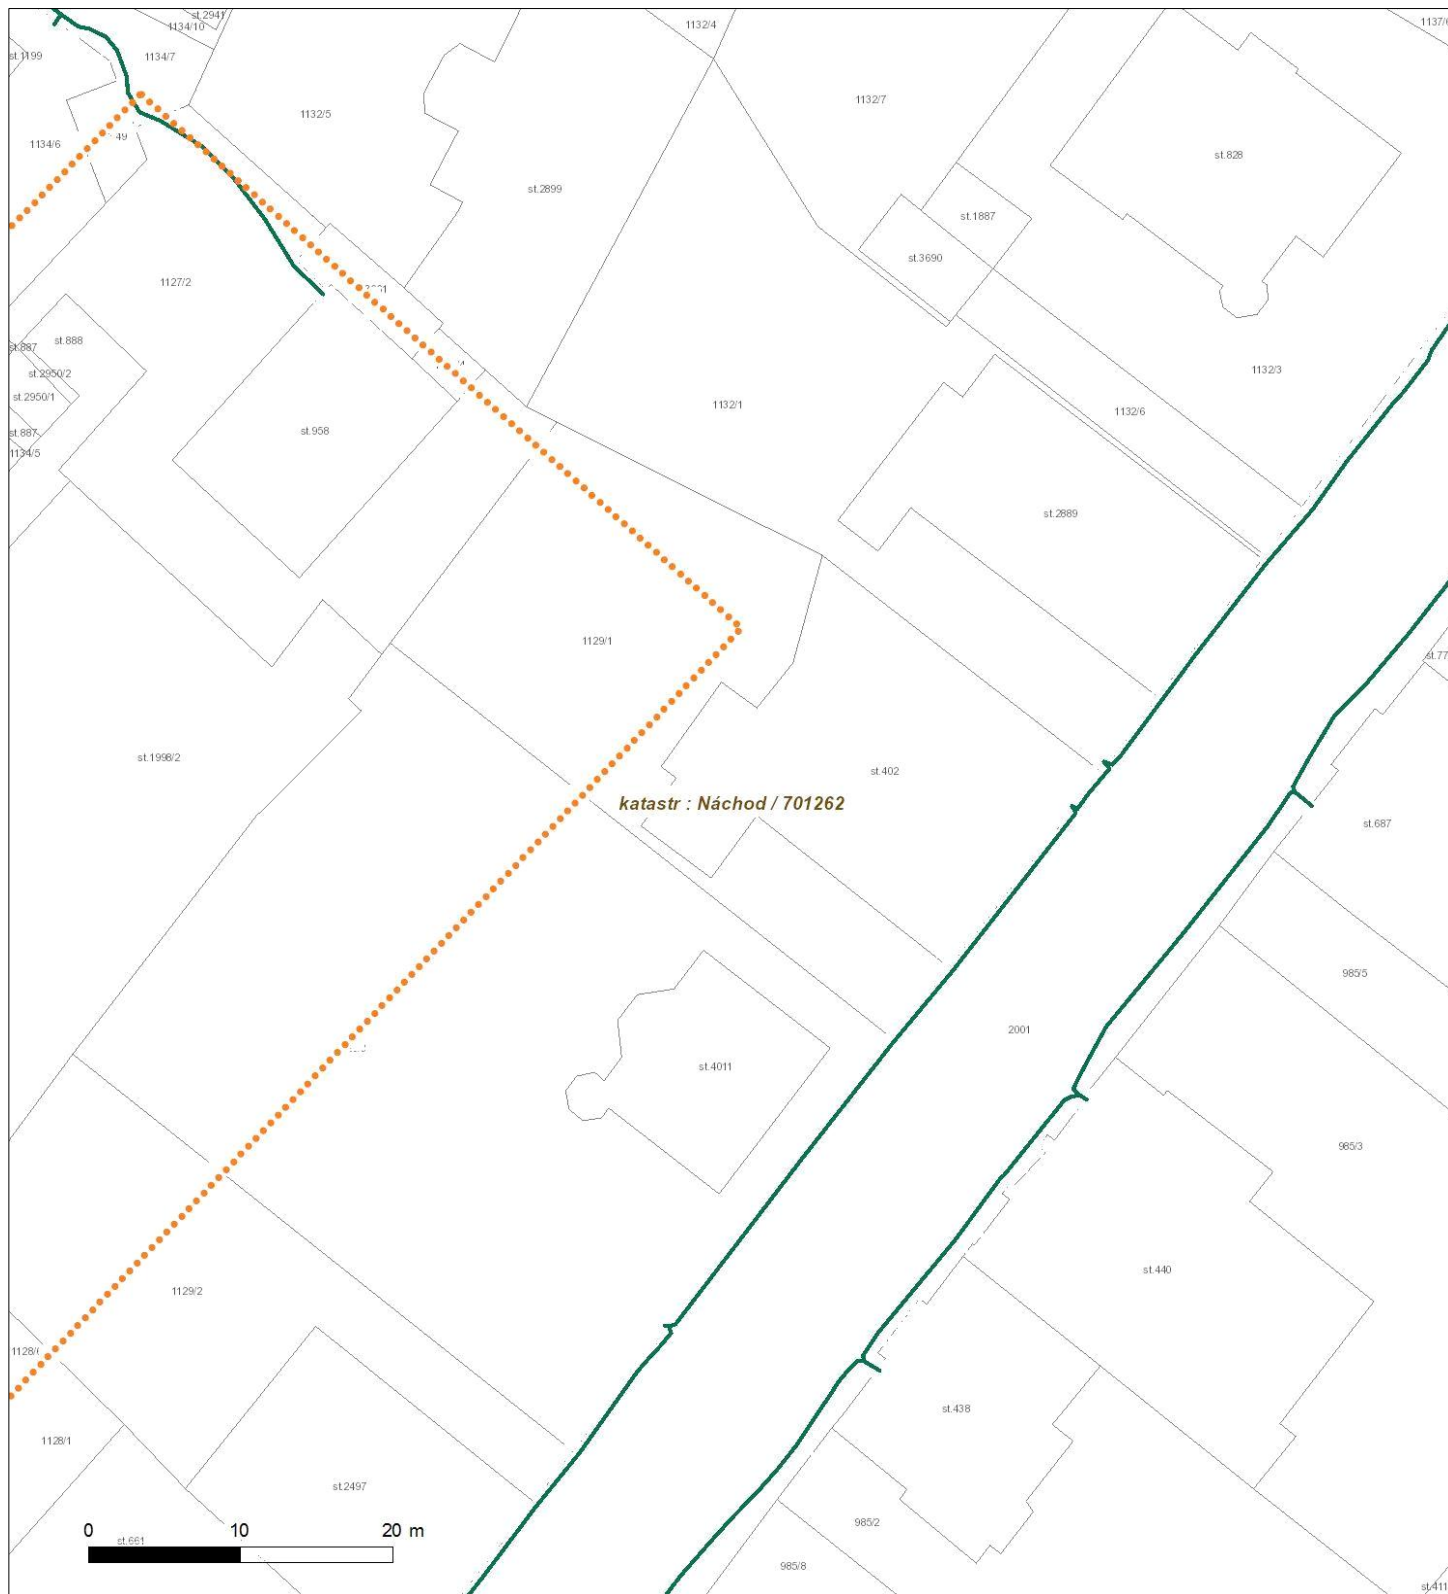 st.2941
1132/4
1137/6
1134/10
1134/7
st.1199
1132/7
1132/5
49
1134/6
st.828
st.2899
st.1887
st.3690
1127/2
st.888
st.887
1132/3
st.2950/2
st.2950/1
1132/1
1132/6
st.958
st.887
1134/5
st.2889
1129/1
st.77
st.1998/2
st.402
katastr : Náchod / 701262
st.687
985/5
2001
st.4011
985/3
st.440
1129/2
1128/6
st.438
1128/1
st.2497
985/2
0 10 20 m
st.661
985/8
st.411